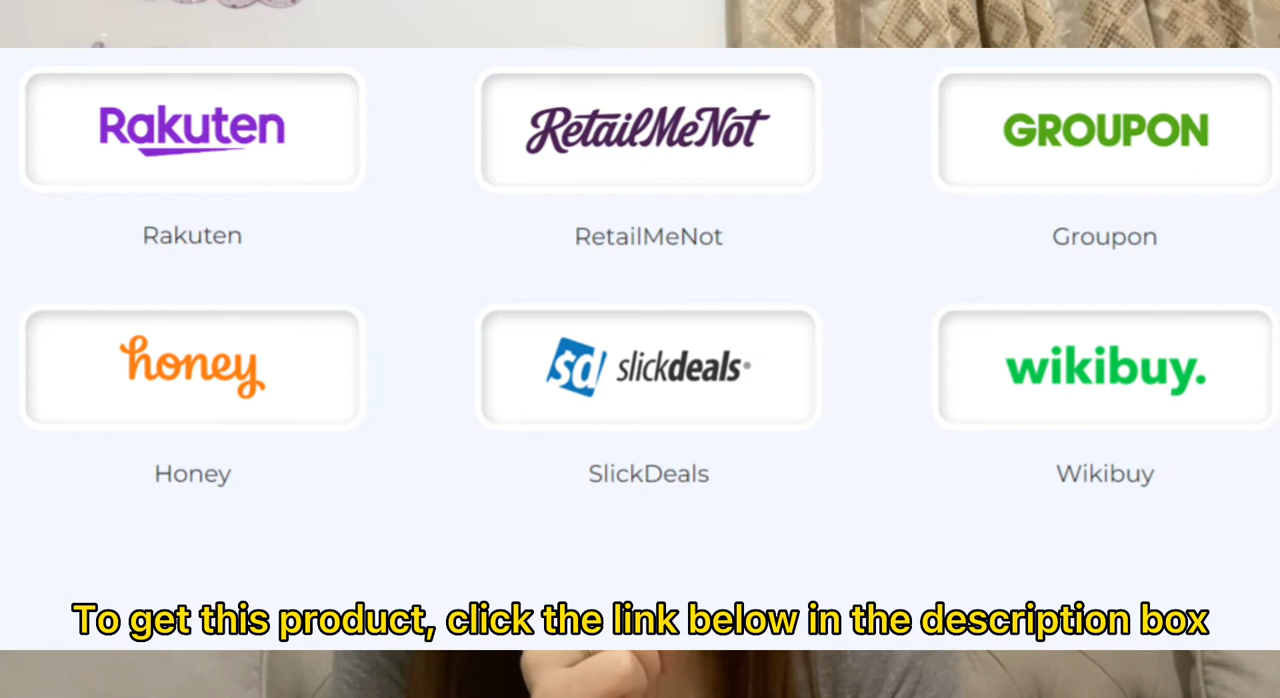 Rakuten RetailMeNot GROUPON
Rakuten RetailMeNot Groupon
honey sd slickdeals® wikibuy.
Honey SlickDeals Wikibuy
To get this product, click the link below in the description box